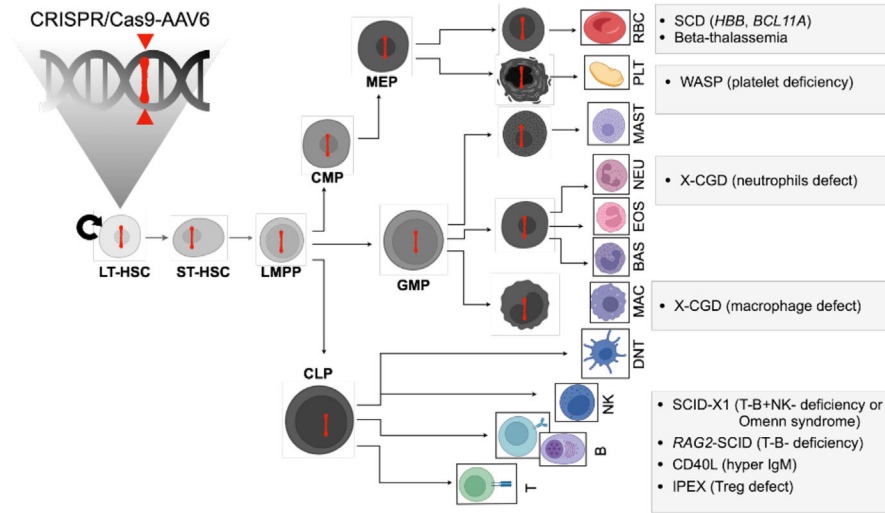 CRISPR/Cas9-AAV6
LT-HSC
ST-HSC
LMPP
CMP
MEP
GMP
CLP
RBC
PLT
MAST
NEU
EOS
BAS
MAC
DNT
NK
B
T
• SCD (HBB, BCL11A)
• Beta-thalassemia
• WASP (platelet deficiency)
• X-CGD (neutrophils defect)
• X-CGD (macrophage defect)
• SCID-X1 (T-B+NK- deficiency or
Omenn syndrome)
• RAG2-SCID (T-B- deficiency)
• CD40L (hyper IgM)
• IPEX (Treg defect)